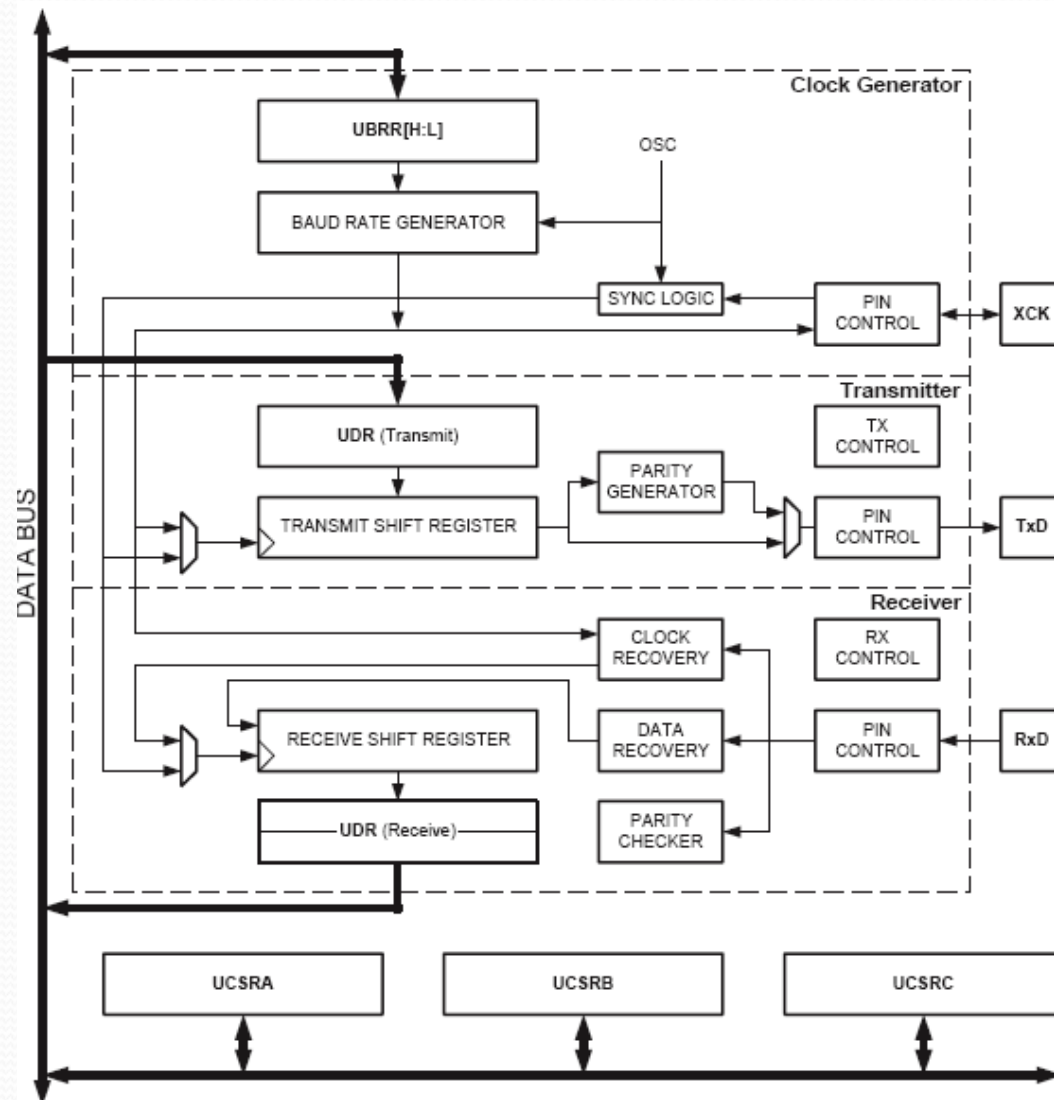 Clock Generator
UBRR[H:L]
OSC
BAUD RATE GENERATOR
SYNC LOGIC
PIN
CONTROL
XCK
Transmitter
UDR (Transmit)
TX
CONTROL
PARITY
GENERATOR
TRANSMIT SHIFT REGISTER
PIN
CONTROL
TxD
DATA BUS
Receiver
CLOCK
RECOVERY
RX
CONTROL
RECEIVE SHIFT REGISTER
DATA
RECOVERY
PIN
CONTROL
RxD
UDR (Receive)
PARITY
CHECKER
UCSRA
UCSRB
UCSRC